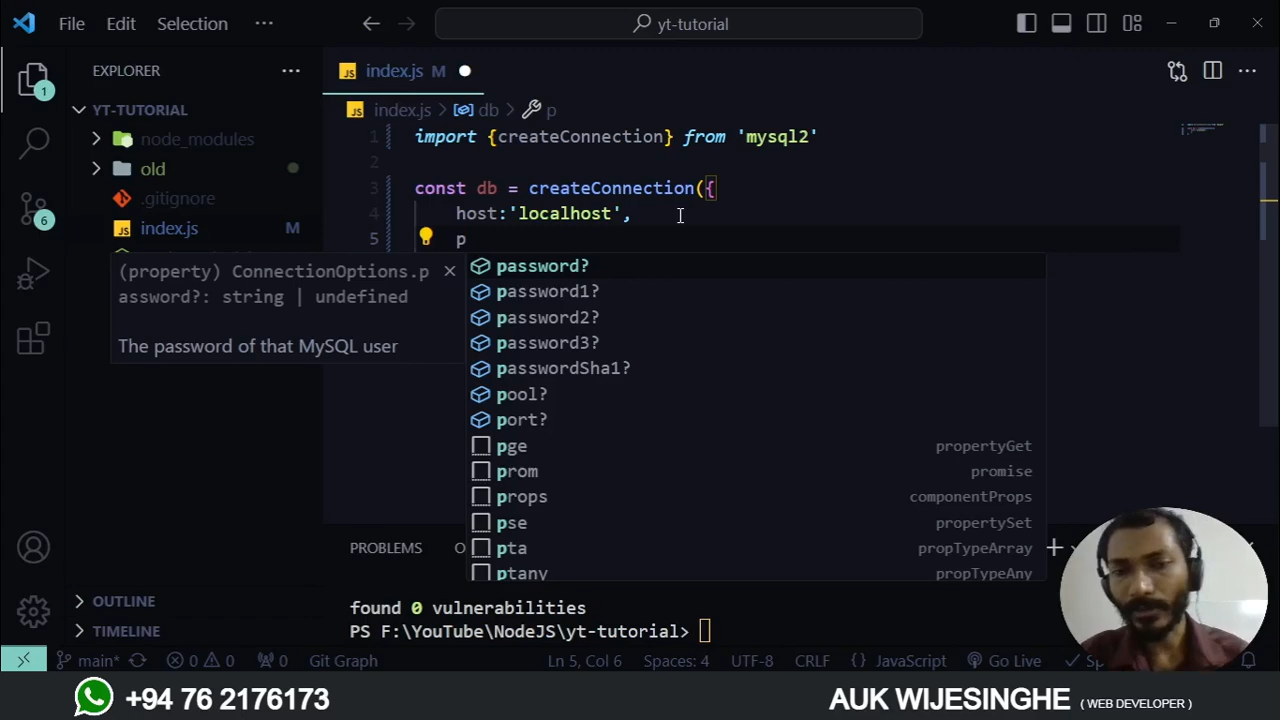 File Edit Selection ··· yt-tutorial
EXPLORER ···
index.js M
YT-TUTORIAL
node_modules
old
.gitignore
index.js M
index.js > db > p
1 import {createConnection} from 'mysql2'
2
3 const db = createConnection({
4 host:'localhost',
5 p
(property) ConnectionOptions.p
assword?: string | undefined
The password of that MySQL user
password?
password1?
password2?
password3?
passwordSha1?
pool?
port?
pge propertyGet
prom promise
props componentProps
pse propertySet
pta propTypeArray
ptany propTypeAny
PROBLEMS
found 0 vulnerabilities
PS F:\YouTube\NodeJS\yt-tutorial>
OUTLINE
TIMELINE
1
6
main* 0 0 0 Git Graph Ln 5, Col 6 Spaces: 4 UTF-8 CRLF {} JavaScript Go Live
+94 76 2176173 AUK WIJESINGHE ( WEB DEVELOPER )